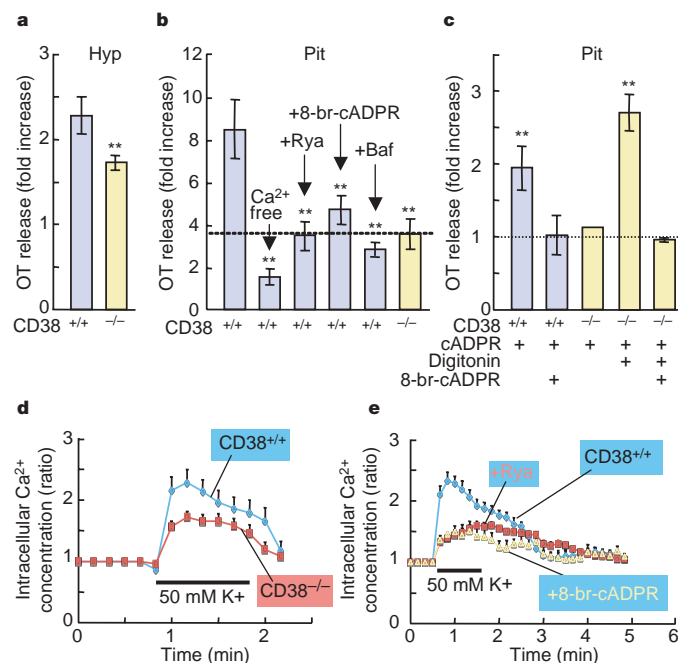 a
Hyp
OT release (fold increase)
3
2
1
0
**
CD38
+/+
–/–
b
Pit
OT release (fold increase)
12
10
8
6
4
2
0
+8-br-cADPR
+Rya
+Baf
Ca2+
free
**
**
**
**
**
+/+
+/+
+/+
+/+
+/+
–/–
c
Pit
OT release (fold increase)
3
2
1
0
**
**
CD38 +/+ +/+ –/– –/– –/–
cADPR + + + + +
Digitonin + +
8-br-cADPR + +
d
Intracellular Ca2+
concentration (ratio)
3
2
1
0
CD38+/+
CD38–/–
50 mM K+
0 1 2
Time (min)
e
Intracellular Ca2+
concentration (ratio)
3
2
1
0
+Rya
CD38+/+
50 mM K+
+8-br-cADPR
0 1 2 3 4 5 6
Time (min)